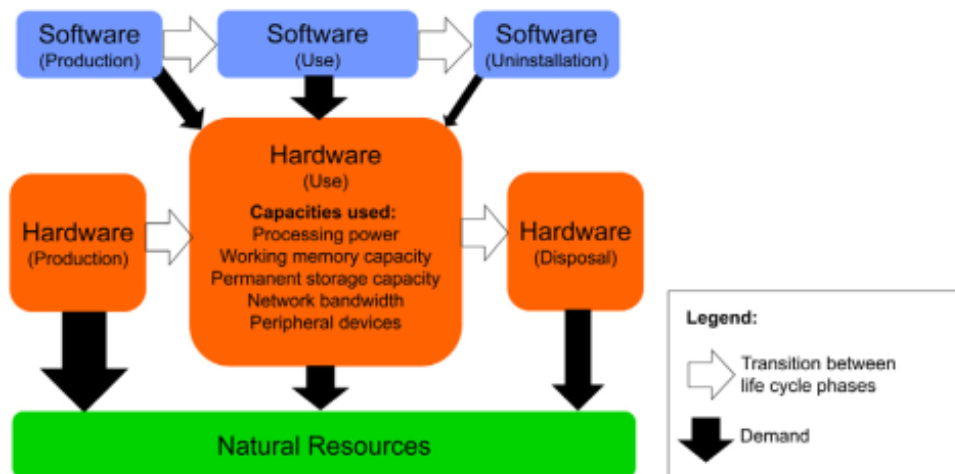 Software
(Production)
Software
(Use)
Software
(Uninstallation)
Hardware
(Production)
Hardware
(Use)
Capacities used:
Processing power
Working memory capacity
Permanent storage capacity
Network bandwidth
Peripheral devices
Hardware
(Disposal)
Natural Resources
Legend:
Transition between
life cycle phases
Demand